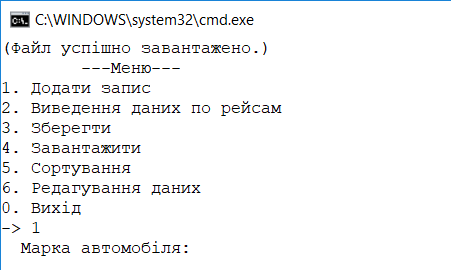 C:\WINDOWS\system32\cmd.exe
(Файл успішно завантажено.)
---Меню---
1. Додати запис
2. Виведення даних по рейсам
3. Зберегти
4. Завантажити
5. Сортування
6. Редагування даних
0. Вихід
-> 1
Марка автомобіля: